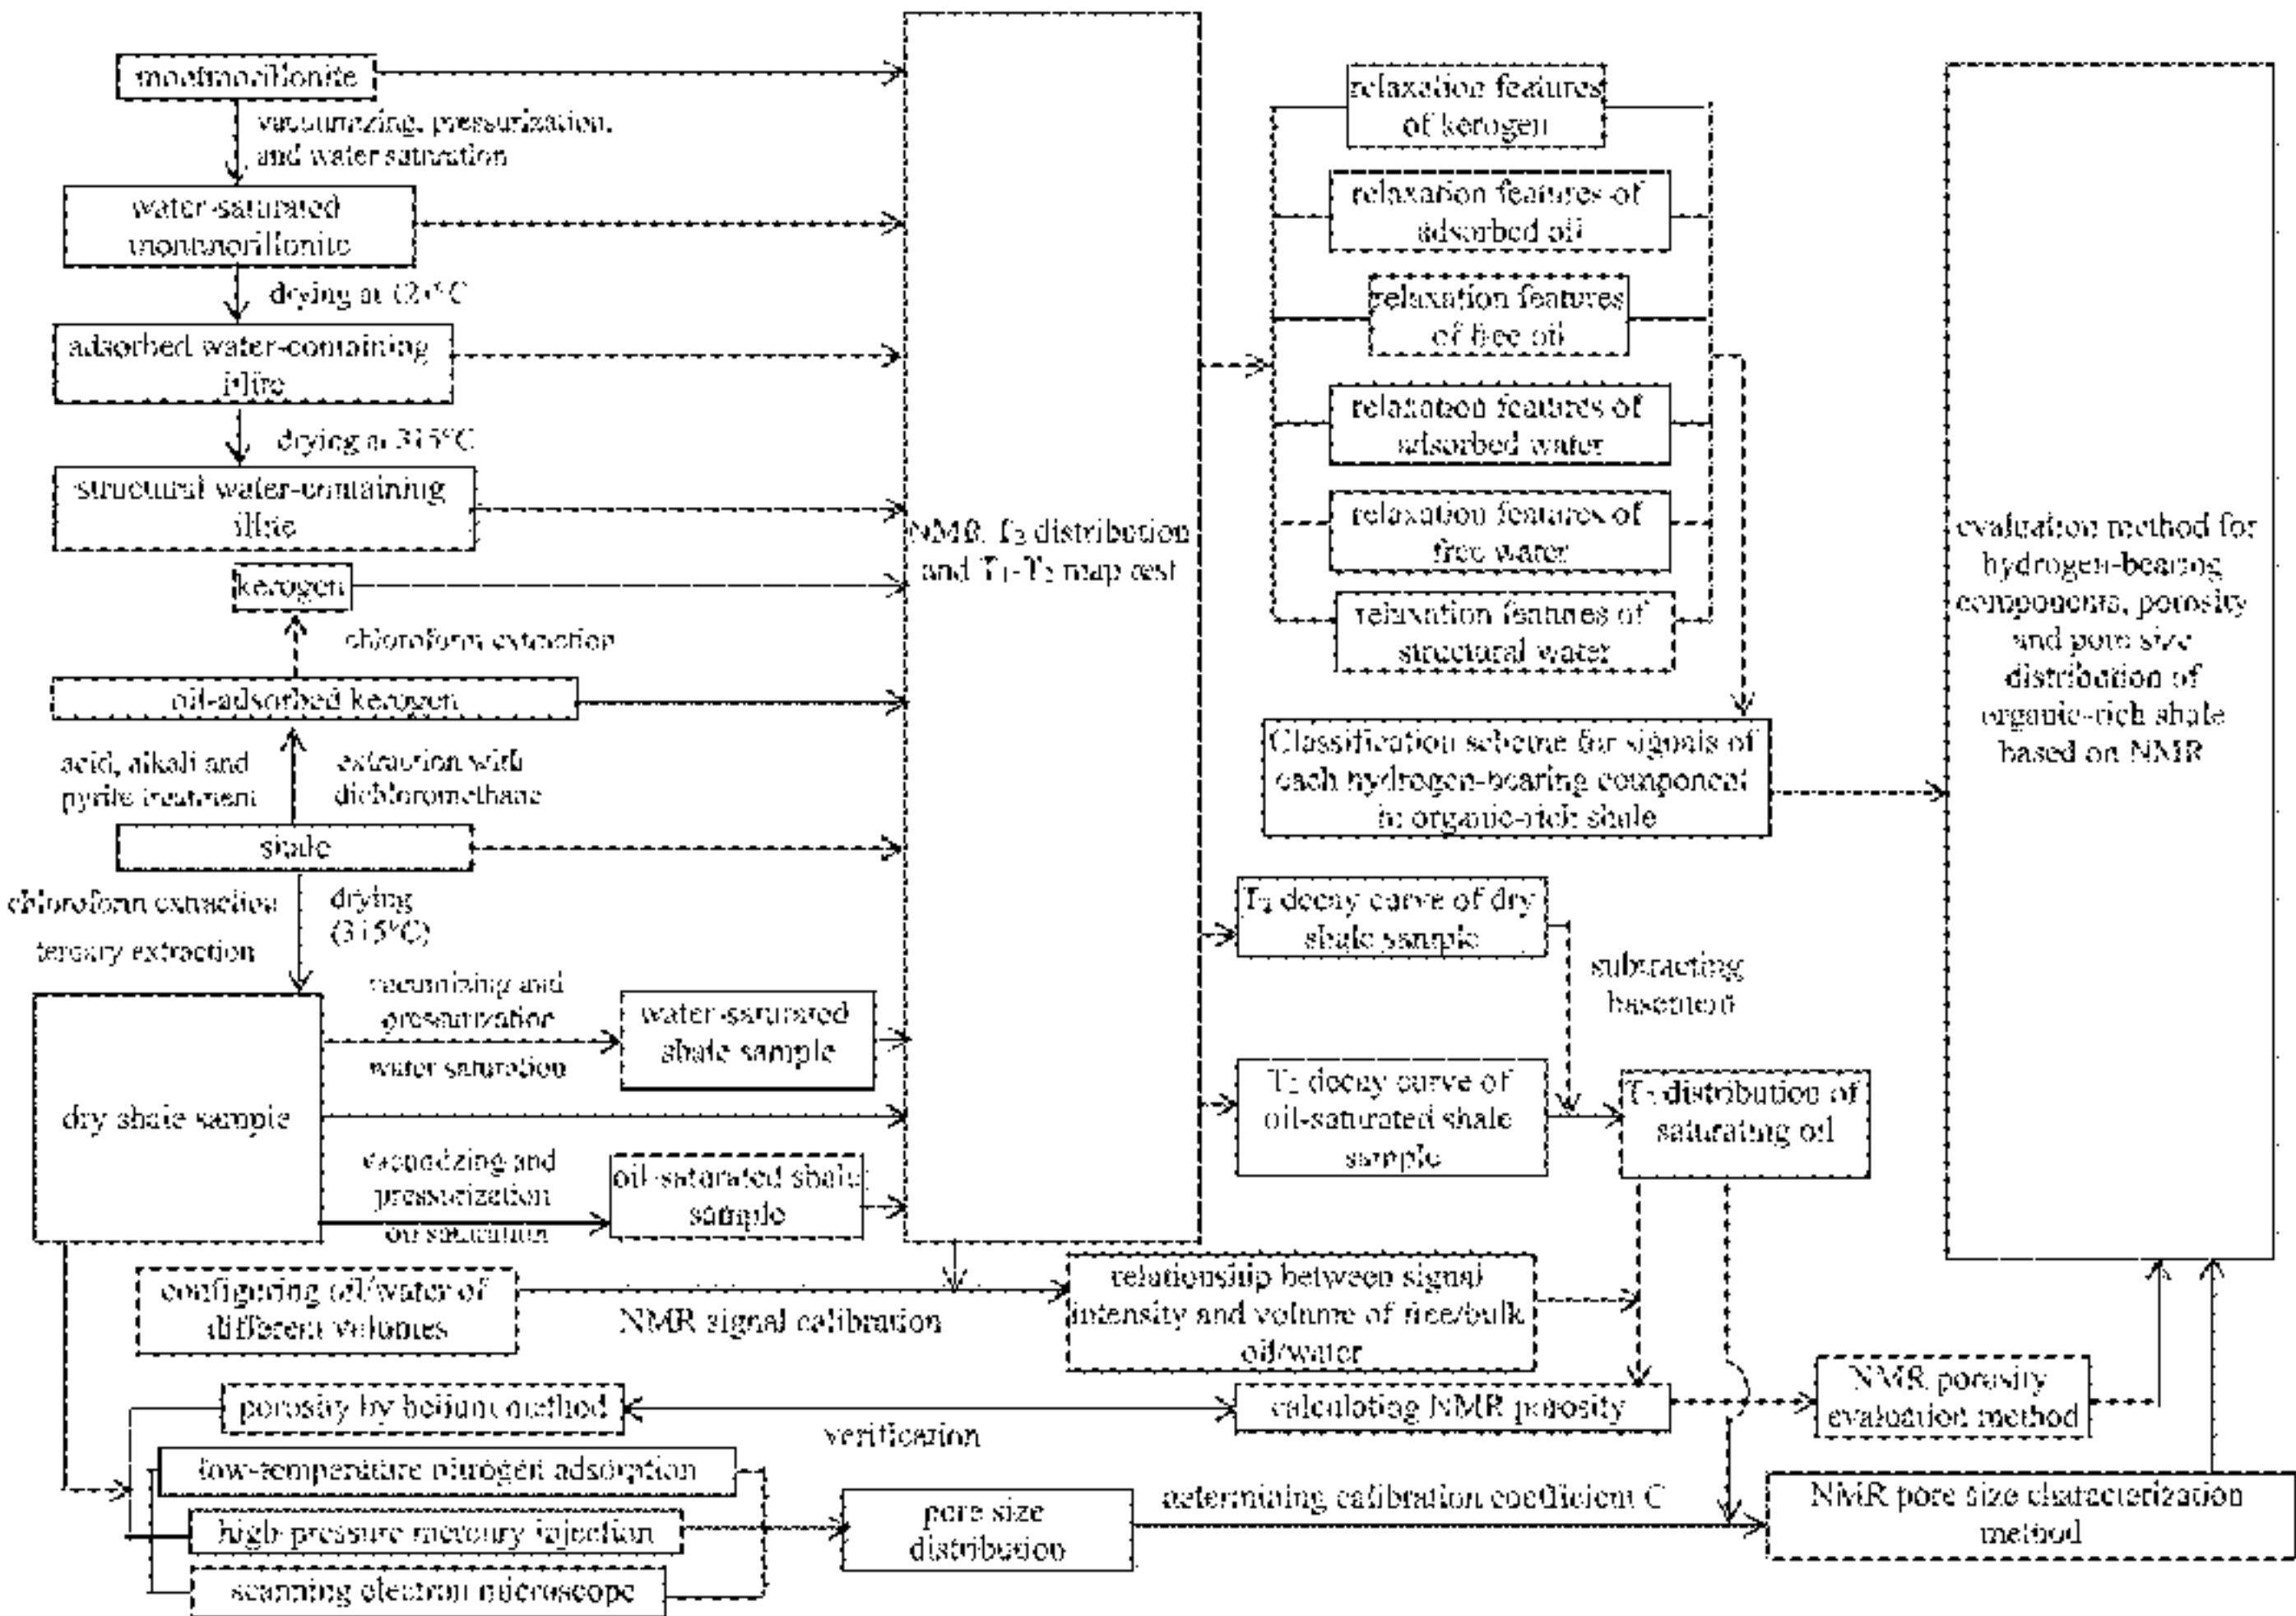 montmorillonite
vacuumizing, pressurization,
and water saturation
water-saturated
montmorillonite
drying at
adsorbed water-containing
illite
drying at 315°C
structural water-containing
illite
kerogen
chloroform extraction
oil-adsorbed kerogen
acid, alkali and
pyrite treatment
extraction with
dichloromethane
shale
chloroform extraction
ternary extraction
drying
(315°C)
dry shale sample
vacuumizing and
pressurization
water saturation
water-saturated
shale sample
vacuumizing and
pressurization
oil saturation
oil-saturated shale
sample
NMR T₂ distribution
and T₁-T₂ map test
relaxation features
of kerogen
relaxation features of
adsorbed oil
relaxation features
of free oil
relaxation features of
adsorbed water
relaxation features of
free water
relaxation features of
structural water
Classification scheme for signals of
each hydrogen-bearing component
in organic-rich shale
T₂ decay curve of dry
shale sample
subtracting
basement
T₂ decay curve of
oil-saturated shale
sample
T₂ distribution of
saturating oil
evaluation method for
hydrogen-bearing
components, porosity
and pore size
distribution of
organic-rich shale
based on NMR
configuring oil/water of
different volumes
NMR signal calibration
relationship between signal
intensity and volume of free/bulk
oil/water
porosity by helium method
verification
calculating NMR porosity
NMR porosity
evaluation method
low-temperature nitrogen adsorption
high-pressure mercury injection
scanning electron microscope
pore size
distribution
determining calibration coefficient C
NMR pore size characterization
method